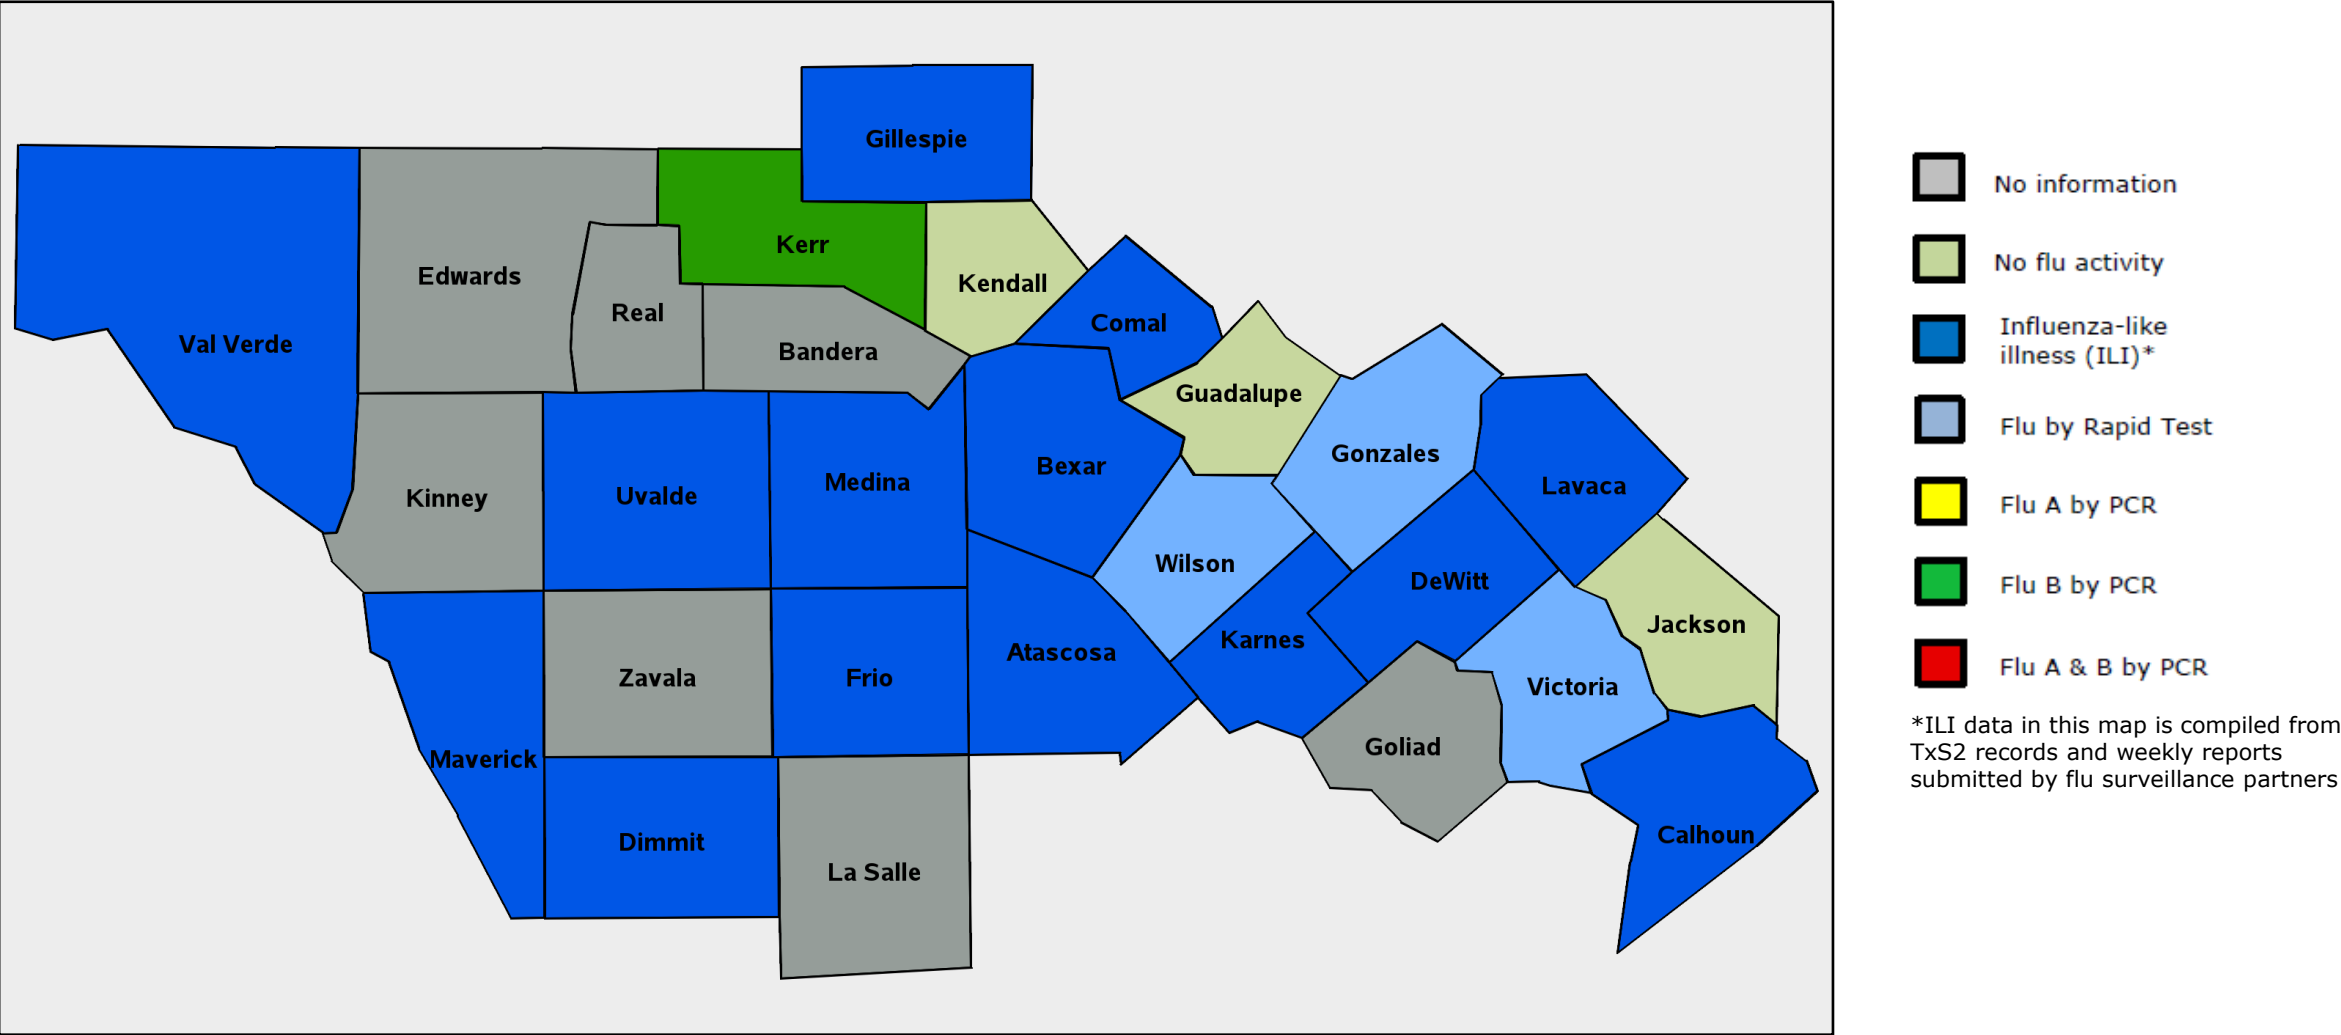 Gillespie
Kerr
Edwards
Kendall
Real
Comal
Val Verde
Bandera
Guadalupe
Gonzales
Bexar
Medina
Lavaca
Uvalde
Kinney
Wilson
DeWitt
Jackson
Karnes
Atascosa
Zavala
Frio
Victoria
Goliad
Maverick
Calhoun
Dimmit
La Salle
No information
No flu activity
Influenza-like
illness (ILI)*
Flu by Rapid Test
Flu A by PCR
Flu B by PCR
Flu A & B by PCR
*ILI data in this map is compiled from
TxS2 records and weekly reports
submitted by flu surveillance partners